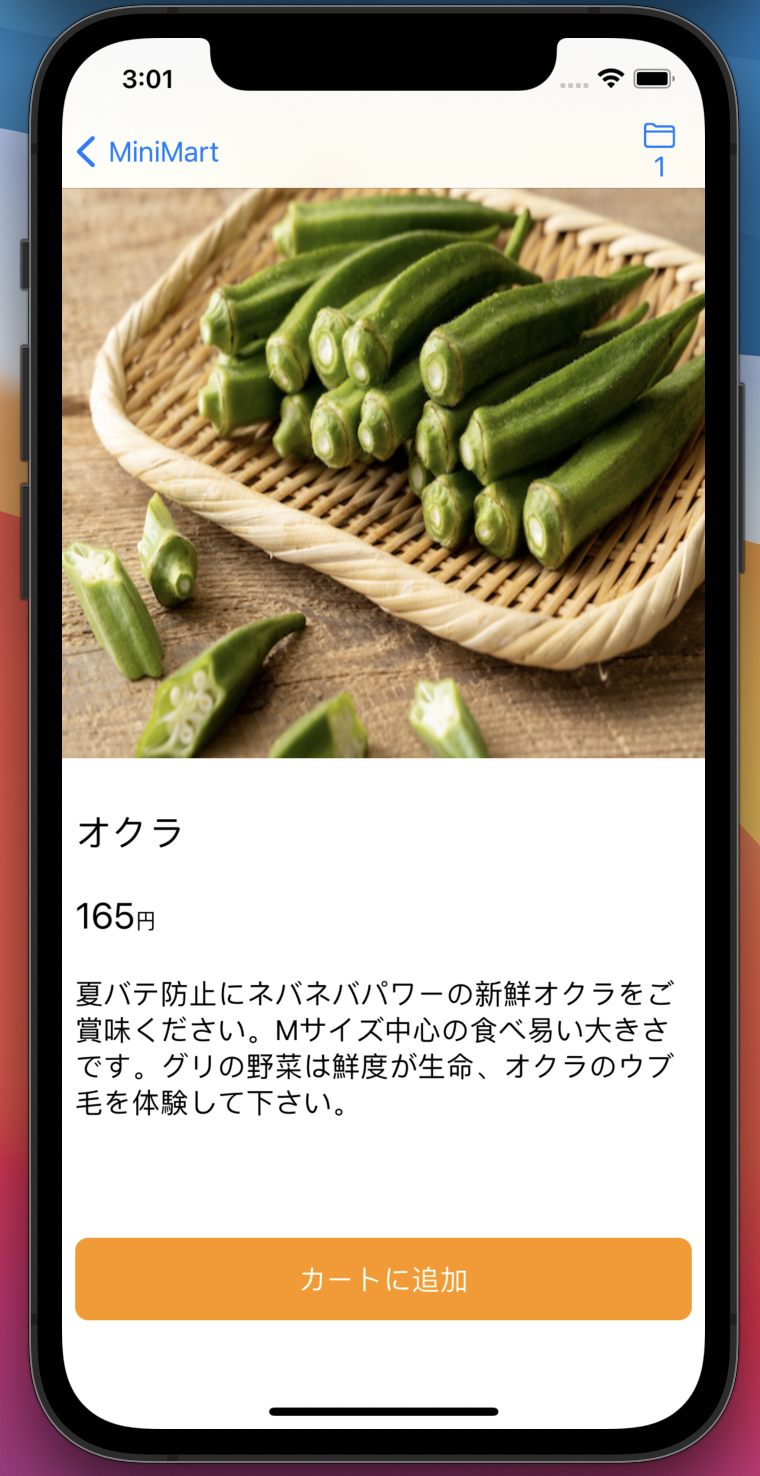 3:01
MiniMart
1
オクラ
165円
夏バテ防止にネバネバパワーの新鮮オクラをご
賞味ください。Mサイズ中心の食べ易い大きさ
です。グリの野菜は鮮度が生命、オクラのウブ
毛を体験して下さい。
カートに追加